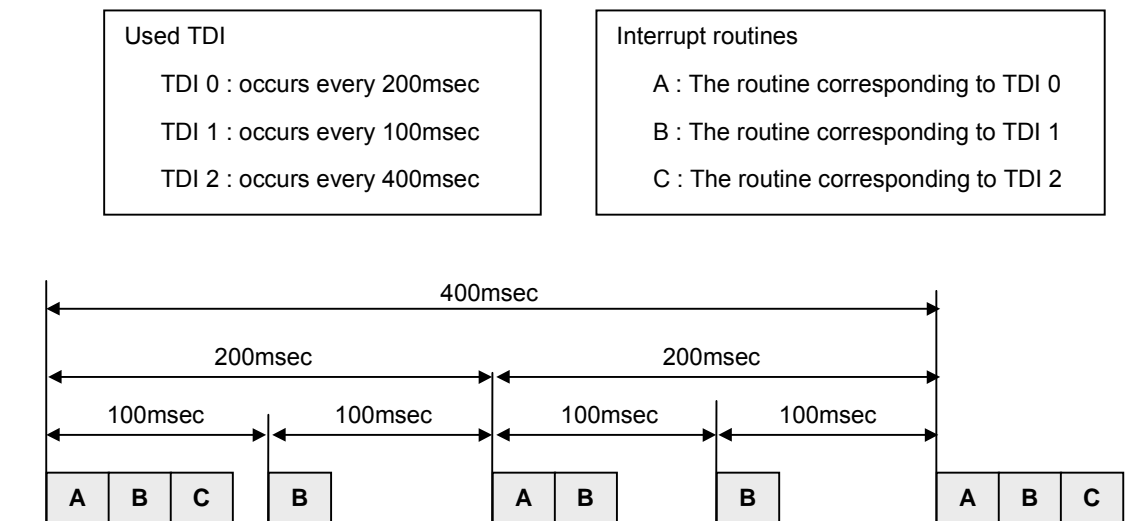 Used TDI
TDI 0 : occurs every 200msec
TDI 1 : occurs every 100msec
TDI 2 : occurs every 400msec
Interrupt routines
A : The routine corresponding to TDI 0
B : The routine corresponding to TDI 1
C : The routine corresponding to TDI 2
400msec
200msec 200msec
100msec 100msec 100msec 100msec
A B C B A B B A B C